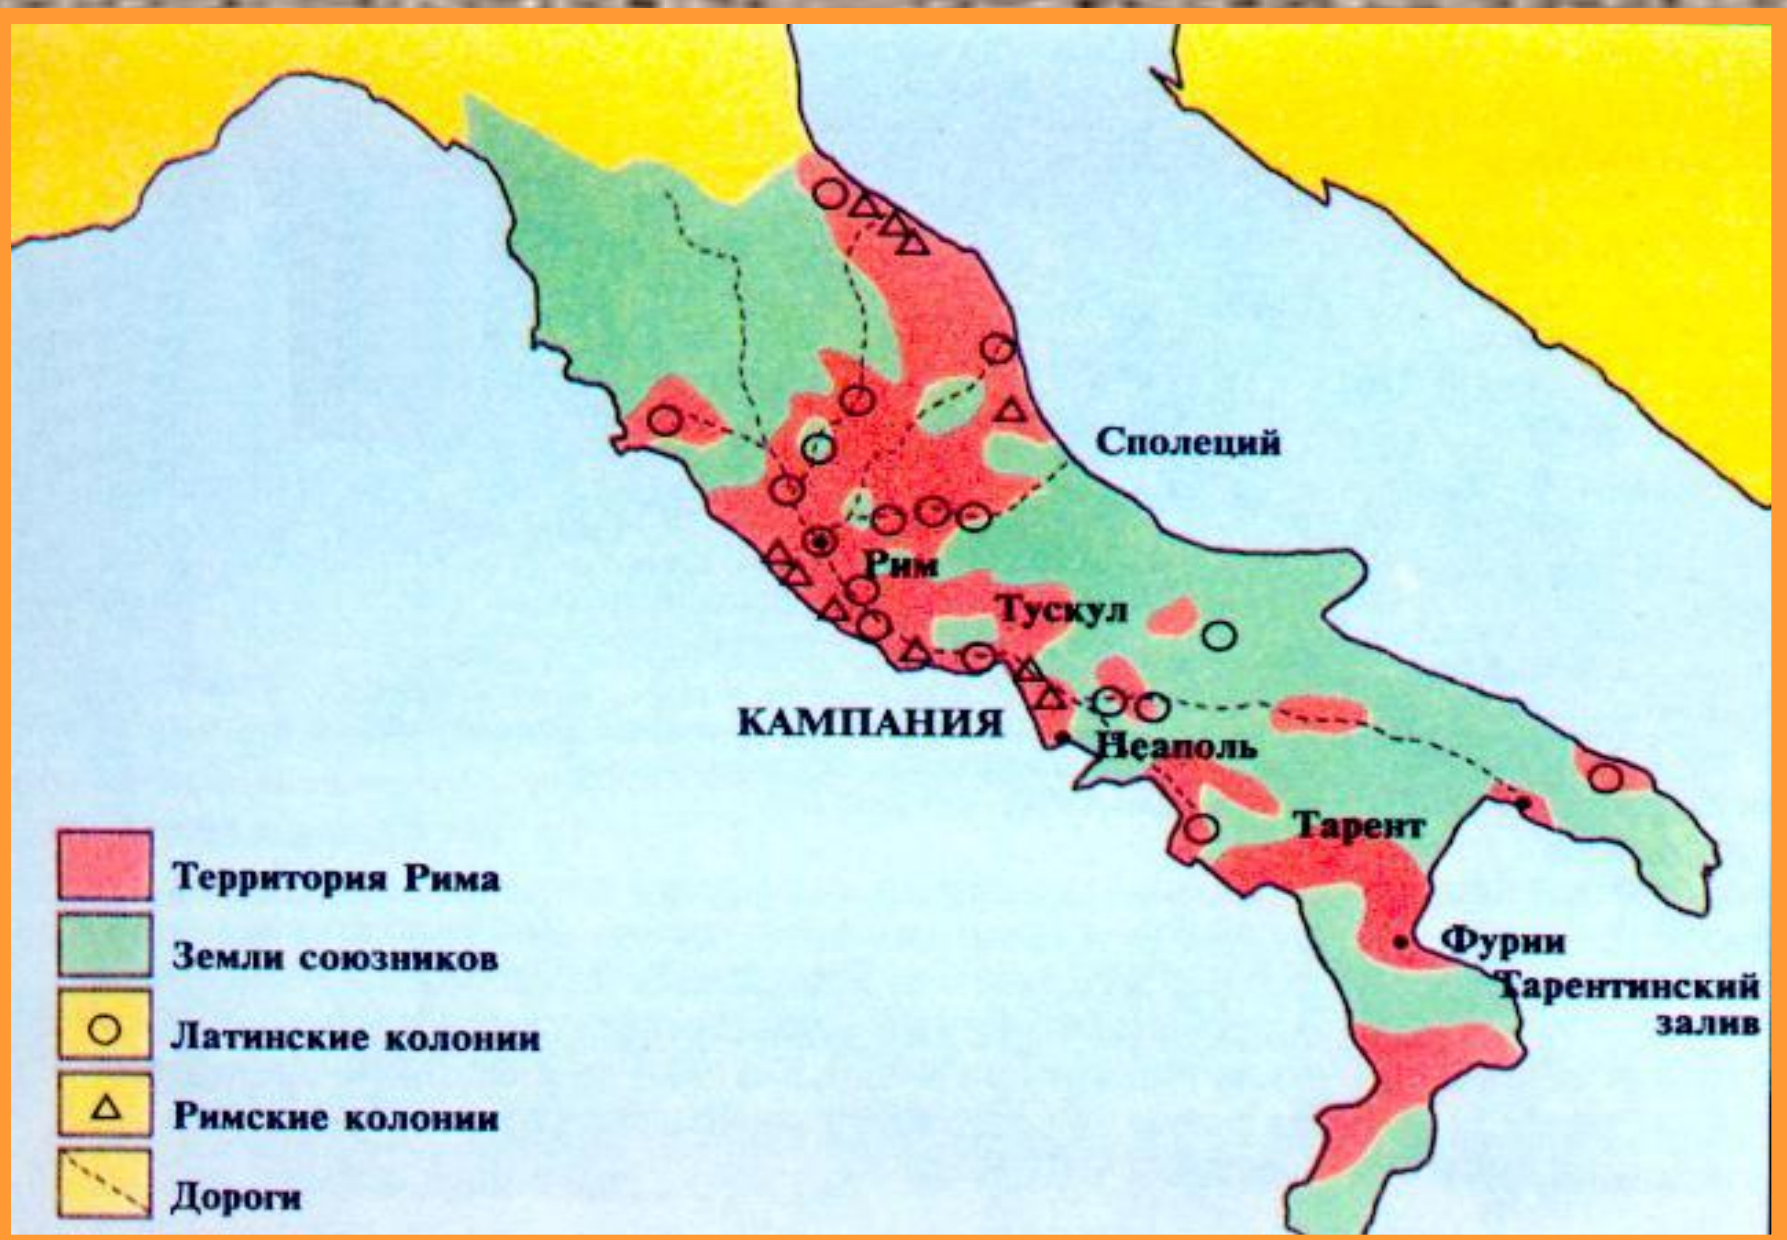 Сполеций
Рим
Тускул
КАМПАНИЯ
Неаполь
Тарент
Фурии
Тарентинский
залив
Территория Рима
Земли союзников
Латинские колонии
Римские колонии
Дороги